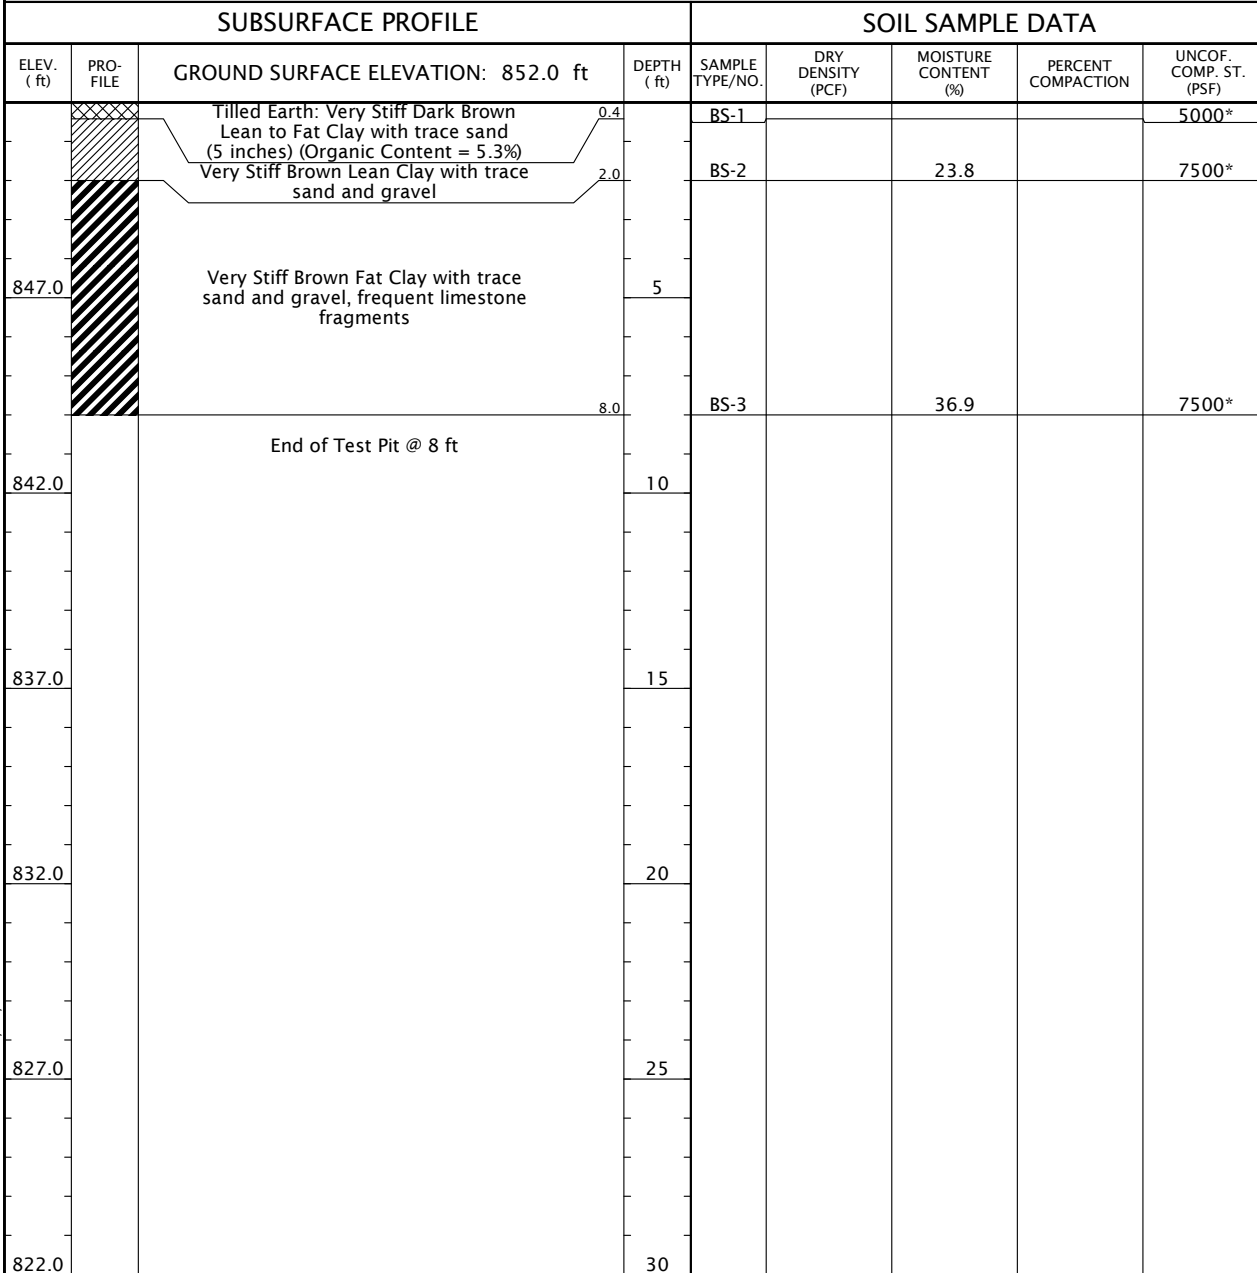 SUBSURFACE PROFILE
SOIL SAMPLE DATA
ELEV.
( ft)
PRO-
FILE
GROUND SURFACE ELEVATION: 852.0 ft
DEPTH
( ft)
SAMPLE
TYPE/NO.
DRY
DENSITY
(PCF)
MOISTURE
CONTENT
(%)
PERCENT
COMPACTION
UNCOF.
COMP. ST.
(PSF)
Tilled Earth: Very Stiff Dark Brown
Lean to Fat Clay with trace sand
(5 inches) (Organic Content = 5.3%)
0.4
BS-1
5000*
Very Stiff Brown Lean Clay with trace
sand and gravel
2.0
BS-2
23.8
7500*
Very Stiff Brown Fat Clay with trace
sand and gravel, frequent limestone
fragments
847.0
5
8.0
BS-3
36.9
7500*
End of Test Pit @ 8 ft
842.0
10
837.0
15
832.0
20
827.0
25
822.0
30